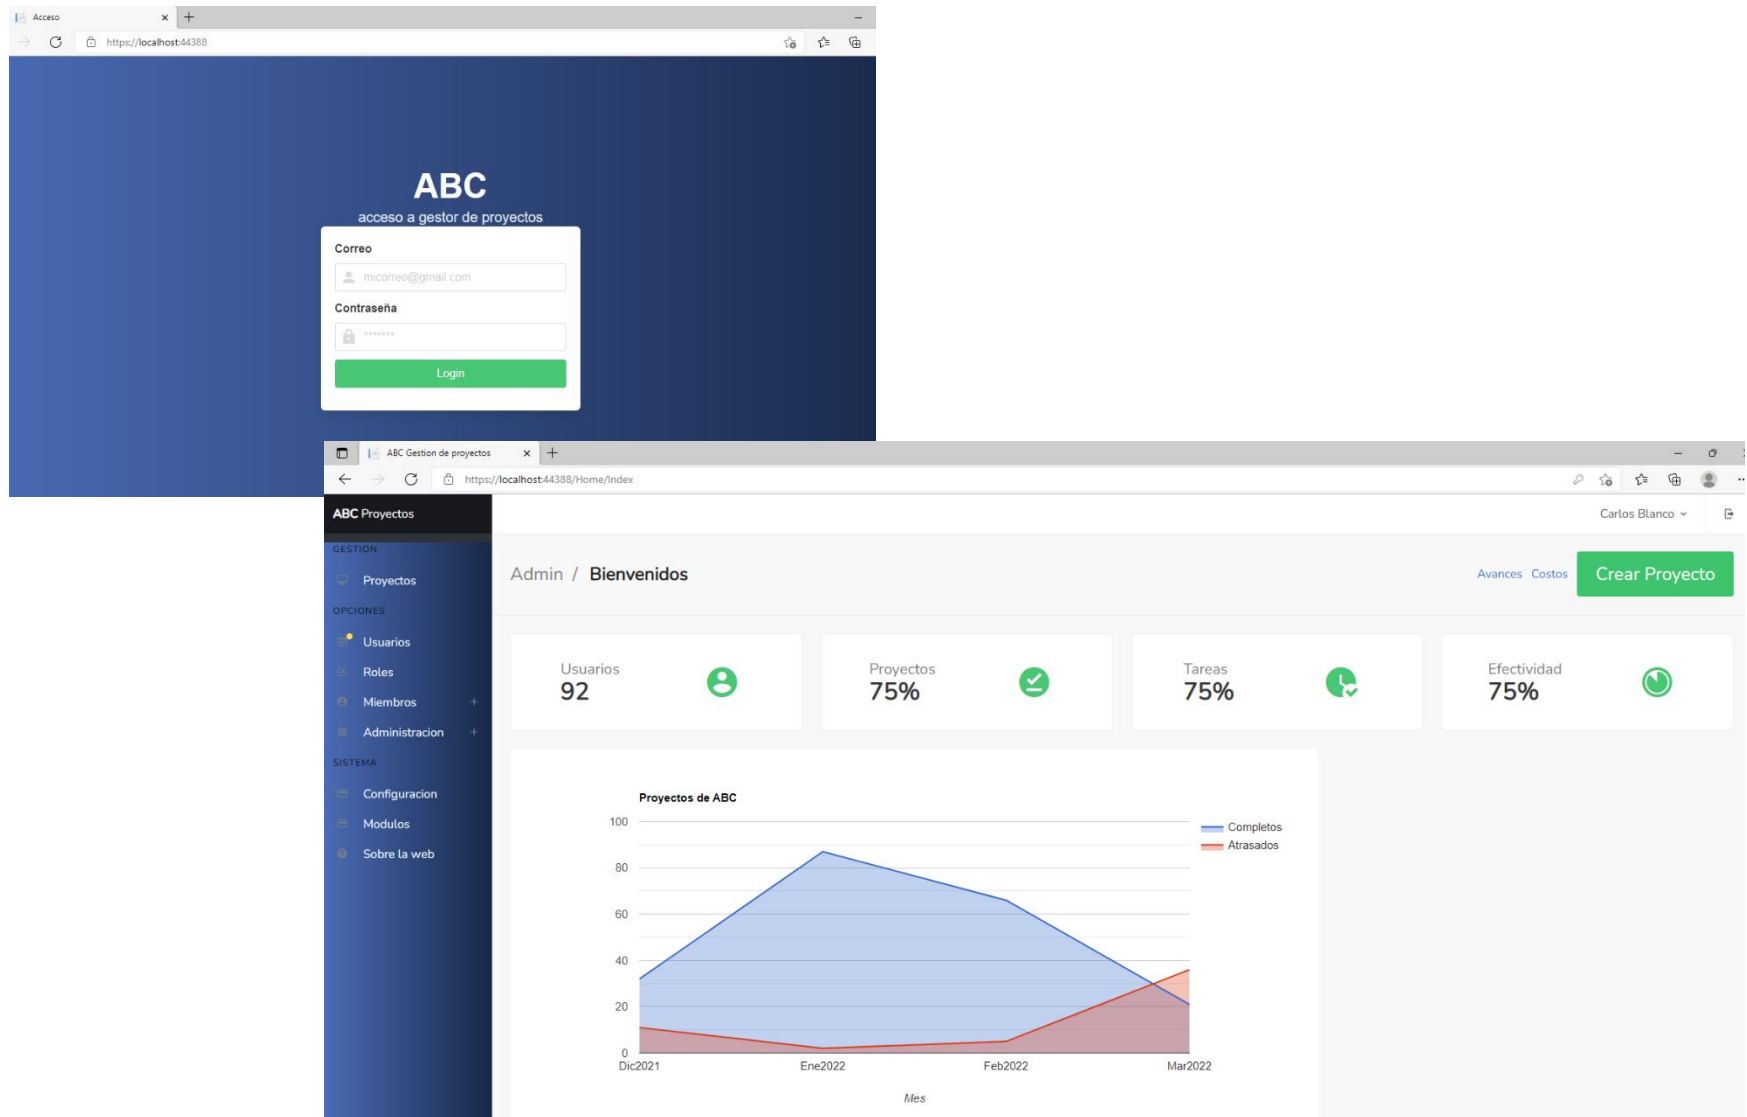 Acceso
https://localhost:44388
ABC
acceso a gestor de proyectos
Correo
micorreo@gmail.com
Contraseña
*******
Login
ABC Gestion de proyectos
https://localhost:44388/Home/Index
ABC Proyectos
Carlos Blanco
GESTION
Proyectos
OPCIONES
Usuarios
Roles
Miembros +
Administracion +
SISTEMA
Configuracion
Modulos
Sobre la web
Admin / Bienvenidos
Avances Costos Crear Proyecto
Usuarios
92
Proyectos
75%
Tareas
75%
Efectividad
75%
Proyectos de ABC
100
80
60
40
20
0
Dic2021 Ene2022 Feb2022 Mar2022
Mes
Completos
Atrasados